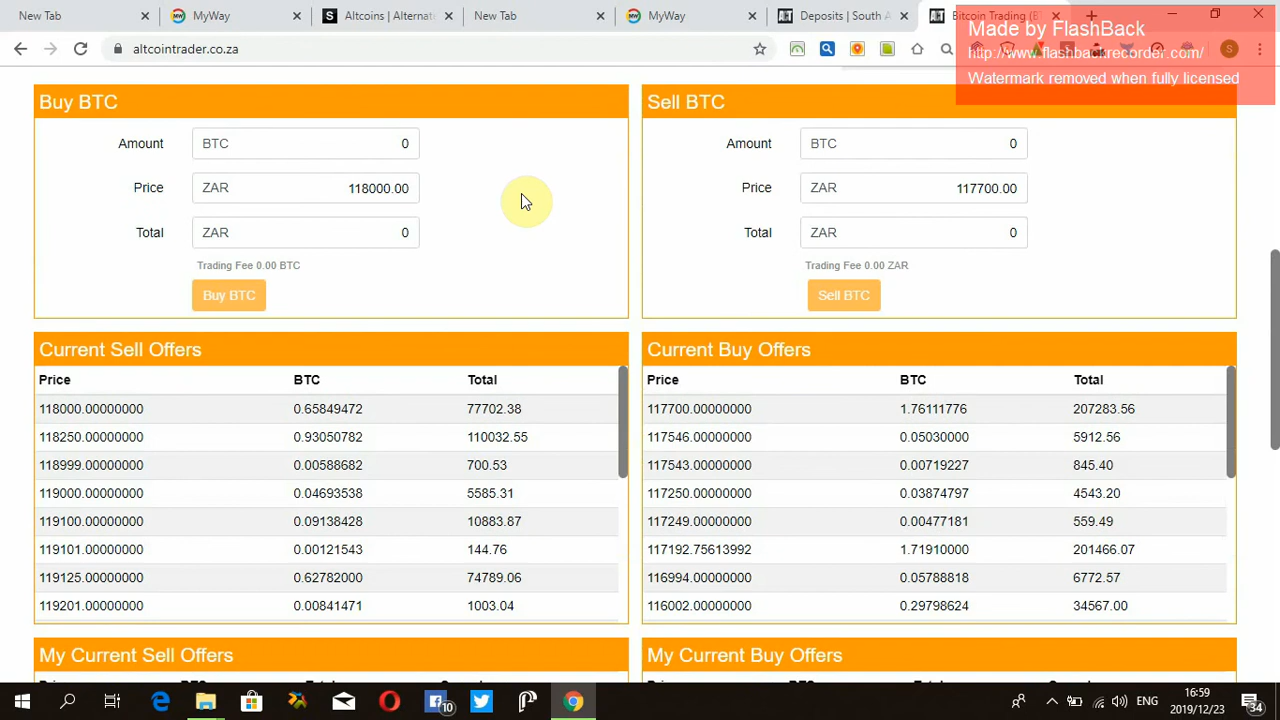 New Tab
MyWay
Altcoins | Alternat
New Tab
MyWay
Deposits | South A
Bitcoin Trading (BT
Made by FlashBack
http://www.flashbackrecorder.com/
Watermark removed when fully licensed
altcointrader.co.za
Buy BTC
Amount BTC 0
Price ZAR 118000.00
Total ZAR 0
Trading Fee 0.00 BTC
Buy BTC
Sell BTC
Amount BTC 0
Price ZAR 117700.00
Total ZAR 0
Trading Fee 0.00 ZAR
Sell BTC
Current Sell Offers
Price BTC Total
118000.00000000 0.65849472 77702.38
118250.00000000 0.93050782 110032.55
118999.00000000 0.00588682 700.53
119000.00000000 0.04693538 5585.31
119100.00000000 0.09138428 10883.87
119101.00000000 0.00121543 144.76
119125.00000000 0.62782000 74789.06
119201.00000000 0.00841471 1003.04
Current Buy Offers
Price BTC Total
117700.00000000 1.76111776 207283.56
117546.00000000 0.05030000 5912.56
117543.00000000 0.00719227 845.40
117250.00000000 0.03874797 4543.20
117249.00000000 0.00477181 559.49
117192.75613992 1.71910000 201466.07
116994.00000000 0.05788818 6772.57
116002.00000000 0.29798624 34567.00
My Current Sell Offers
My Current Buy Offers
10
ENG
16:59
2019/12/23
34